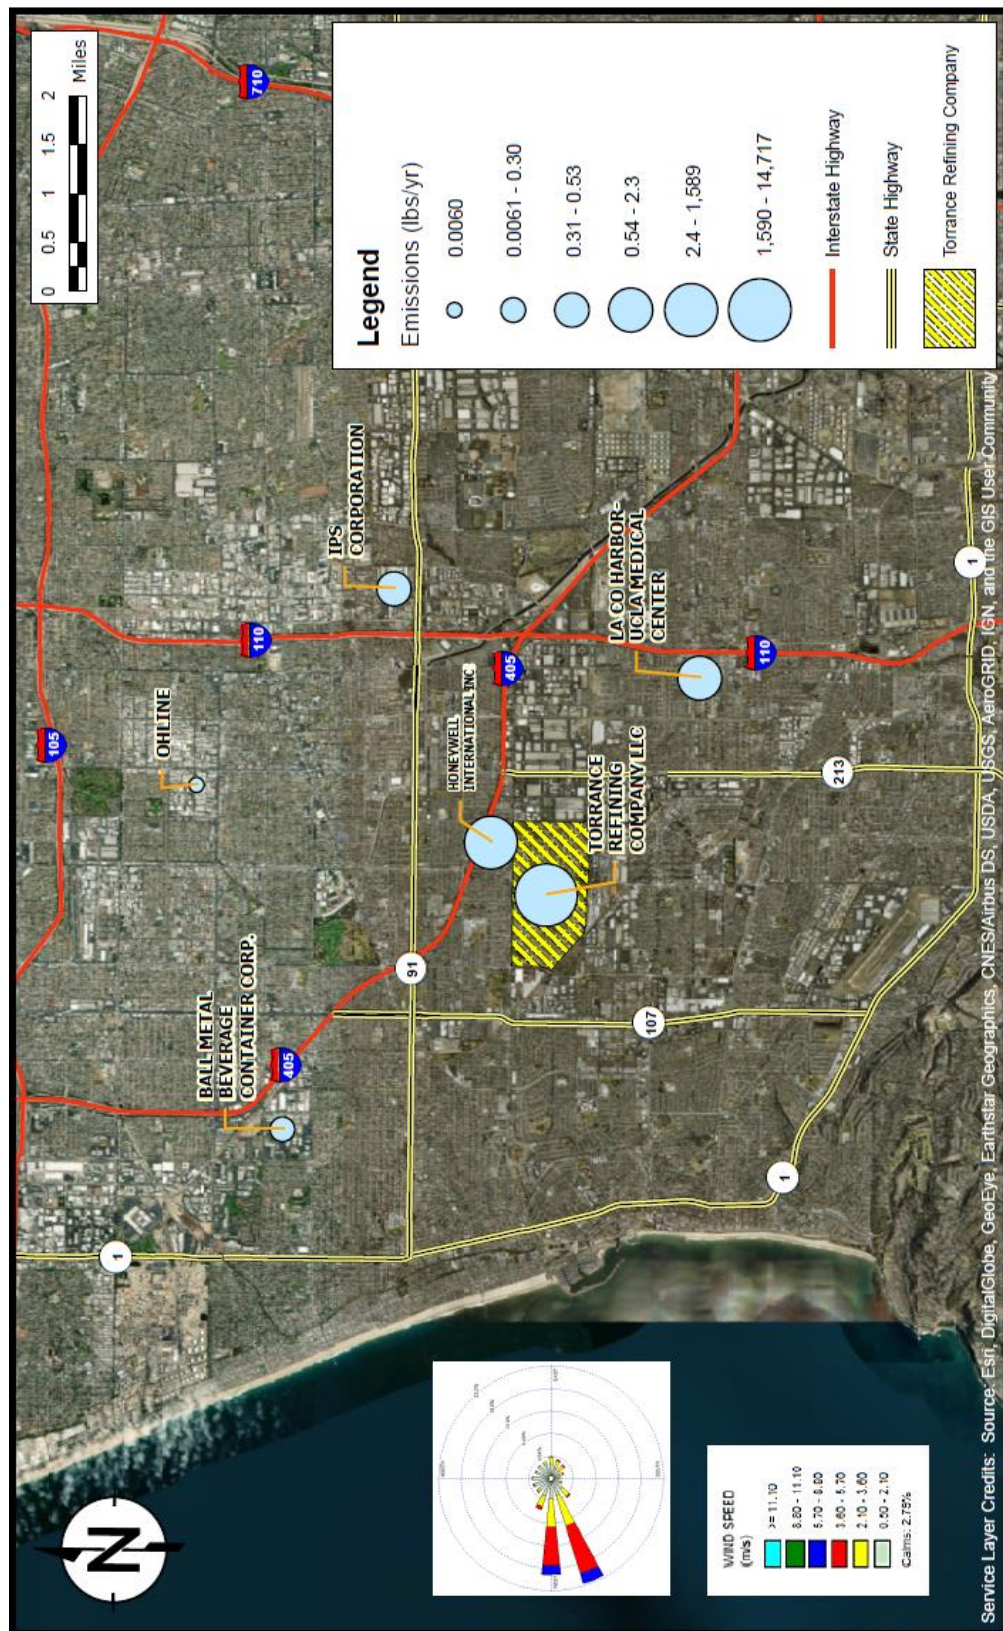 0 0.5 1 1.5 2
Miles
710
105
110
OHLINE
BALL METAL
BEVERAGE
CONTAINER CORP.
405
1
IPS
CORPORATION
91
HONEYWELL
INTERNATIONAL INC
405
TORRANCE
REFINING
COMPANY LLC
LA CO HARBOR-
UCLA MEDICAL
CENTER
110
213
107
1
1
Legend
Emissions (lbs/yr)
0.0060
0.0061 - 0.30
0.31 - 0.53
0.54 - 2.3
2.4 - 1,589
1,590 - 14,717
Interstate Highway
State Highway
Torrance Refining Company
N
WIND SPEED
(m/s)
>= 11.10
8.80 - 11.10
5.70 - 8.80
3.60 - 5.70
2.10 - 3.60
0.50 - 2.10
Calms: 2.75%
Service Layer Credits: Source: Esri, DigitalGlobe, GeoEye, Earthstar Geographics, CNES/Airbus DS, USDA, USGS, AeroGRID, IGN, and the GIS User Community